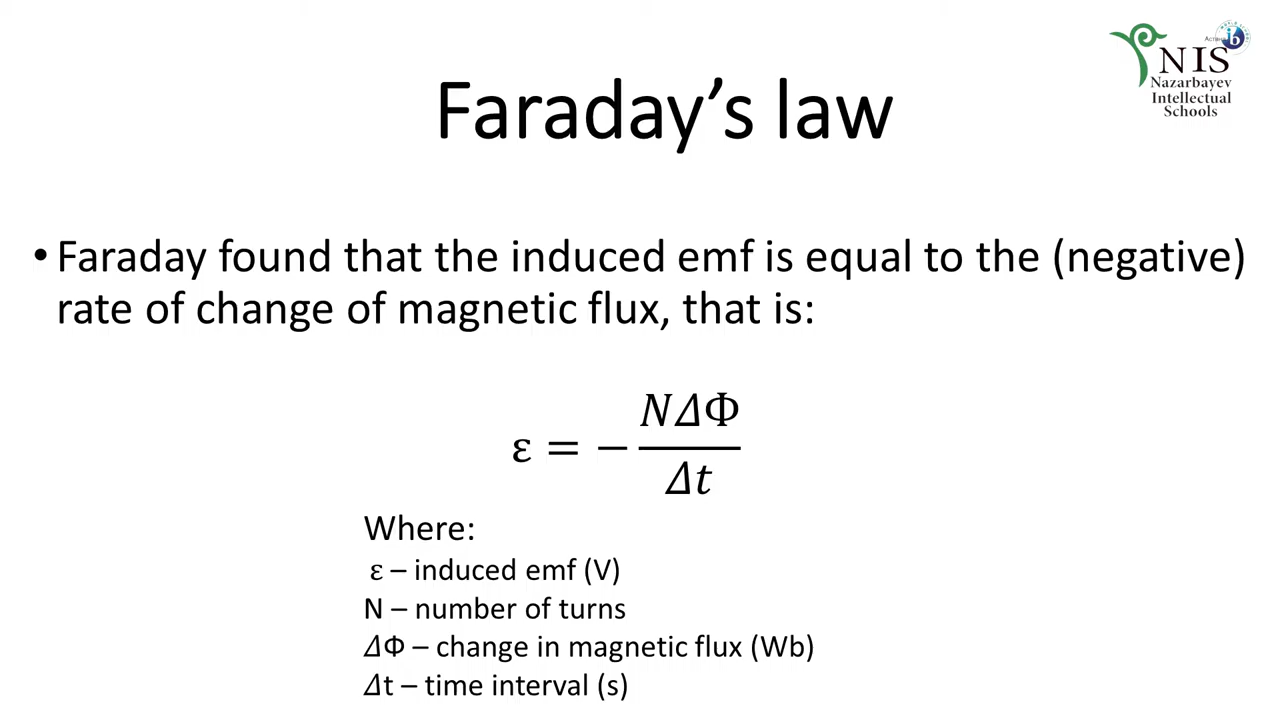 ib
NIS
Nazarbayev
Intellectual
Schools
Faraday’s law
• Faraday found that the induced emf is equal to the (negative)
rate of change of magnetic flux, that is:
ε = − NΔΦ / Δt
Where:
ε – induced emf (V)
N – number of turns
ΔΦ – change in magnetic flux (Wb)
Δt – time interval (s)